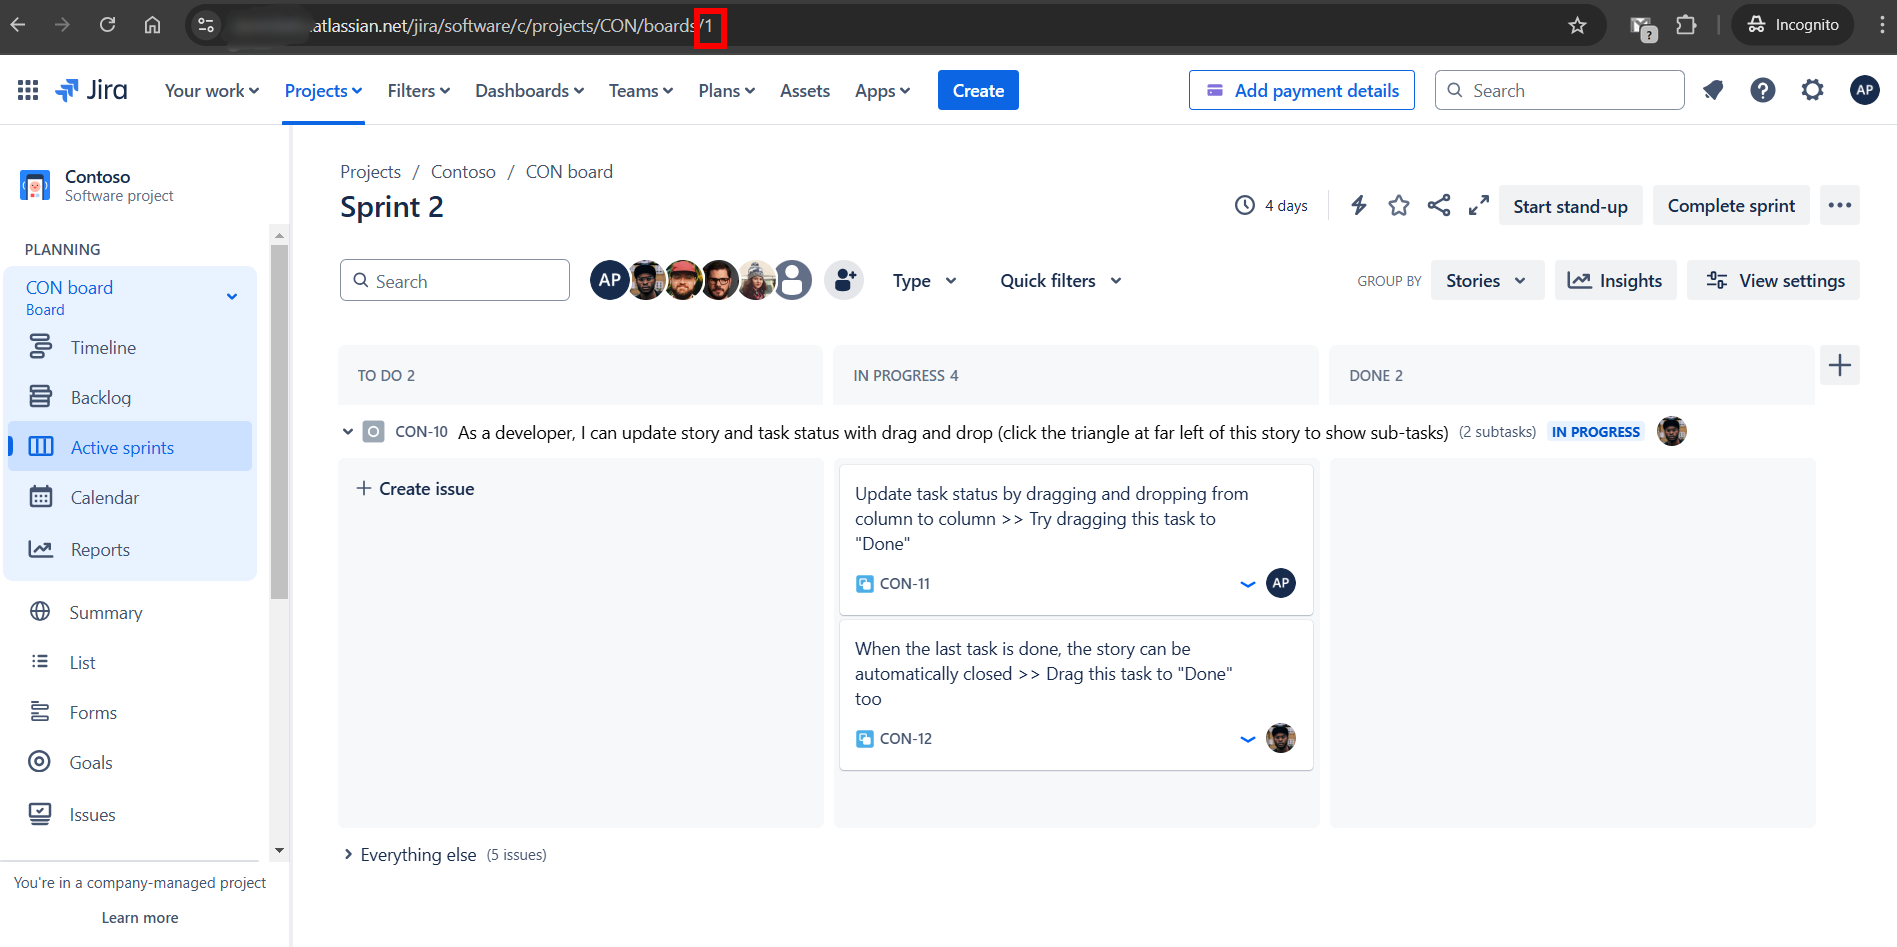 .atlassian.net/jira/software/c/projects/CON/boards/1
Incognito
Jira
Your work
Projects
Filters
Dashboards
Teams
Plans
Assets
Apps
Create
Add payment details
Search
?
AP
Contoso
Software project
PLANNING
CON board
Board
Timeline
Backlog
Active sprints
Calendar
Reports
Summary
List
Forms
Goals
Issues
You're in a company-managed project
Learn more
Projects / Contoso / CON board
Sprint 2
4 days
Start stand-up
Complete sprint
Search
AP
Type
Quick filters
GROUP BY
Stories
Insights
View settings
TO DO 2
IN PROGRESS 4
DONE 2
CON-10 As a developer, I can update story and task status with drag and drop (click the triangle at far left of this story to show sub-tasks) (2 subtasks) IN PROGRESS
+ Create issue
Update task status by dragging and dropping from
column to column >> Try dragging this task to
"Done"
CON-11
AP
When the last task is done, the story can be
automatically closed >> Drag this task to "Done"
too
CON-12
Everything else (5 issues)